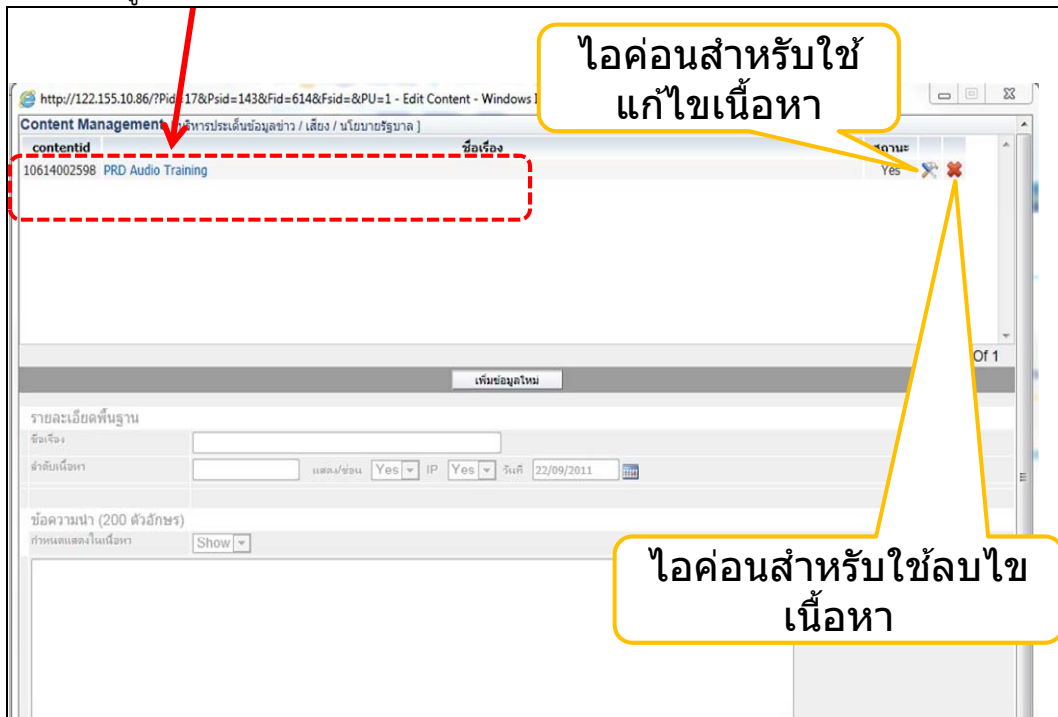 ไอค่อนสำหรับใช้
แก้ไขเนื้อหา
http://122.155.10.86/?Pid=17&Psid=143&Fid=614&Fsid=&PU=1 - Edit Content - Windows
Content Management
หารประเด็นข้อมูลข่าว / เสียง / นโยบายรัฐบาล ]
contentid ชื่อเรื่อง สถานะ
10614002598 PRD Audio Training Yes
Of 1
เพิ่มข้อมูลใหม่
รายละเอียดพื้นฐาน
ชื่อเรื่อง
ลำดับเนื้อหา แสดง/ซ่อน Yes IP Yes วันที่ 22/09/2011
ข้อความนำ (200 ตัวอักษร)
กำหนดแสดงในเนื้อหา Show
ไอค่อนสำหรับใช้ลบไข
เนื้อหา